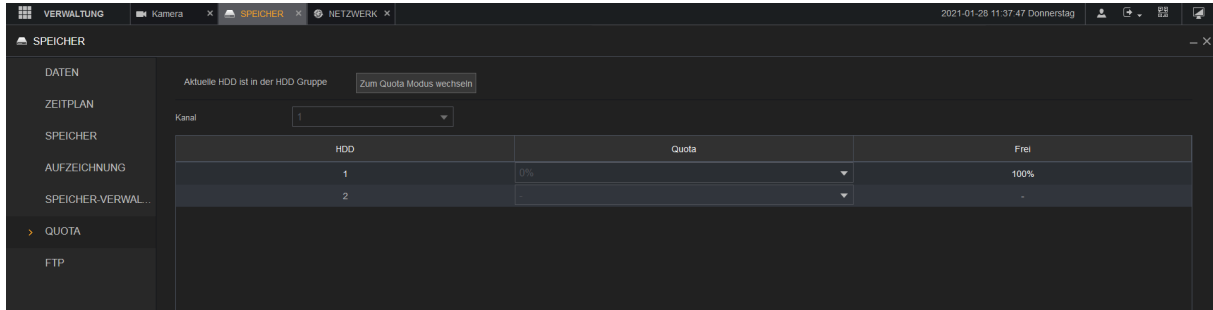 VERWALTUNG Kamera × SPEICHER × NETZWERK × 2021-01-28 11:37:47 Donnerstag
SPEICHER
DATEN
ZEITPLAN
SPEICHER
AUFZEICHNUNG
SPEICHER-VERWAL...
QUOTA
FTP
Aktuelle HDD ist in der HDD Gruppe Zum Quota Modus wechseln
Kanal 1
HDD Quota Frei
1 0% 100%
2 - -